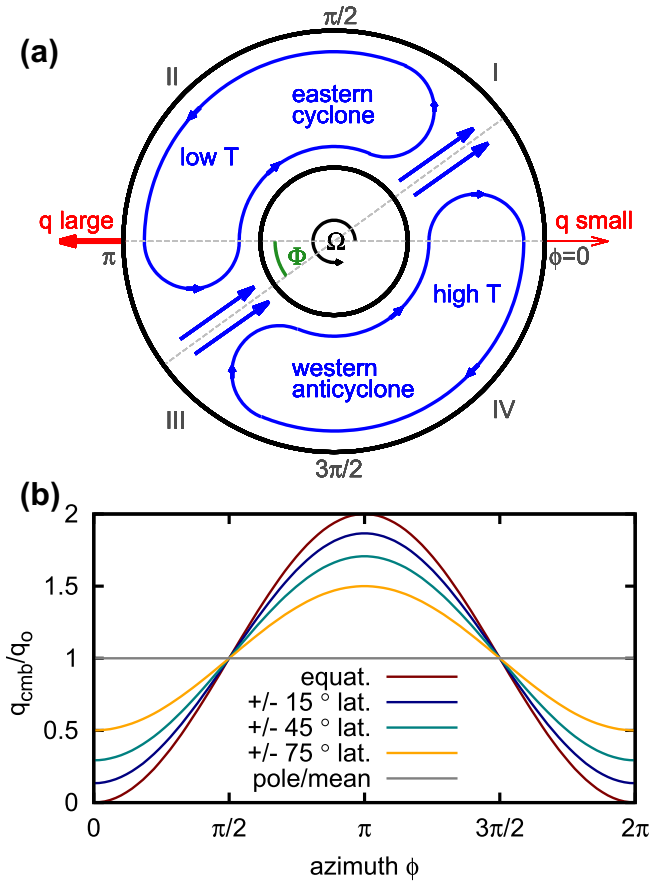 (a)
π/2
II
I
eastern
cyclone
low T
q large
q small
Ω
Φ
π
ϕ=0
high T
western
anticyclone
III
IV
3π/2
(b)
2
1.5
1
0.5
0
q_cmb/q_o
equat.
+/- 15 ° lat.
+/- 45 ° lat.
+/- 75 ° lat.
pole/mean
0
π/2
π
3π/2
2π
azimuth ϕ